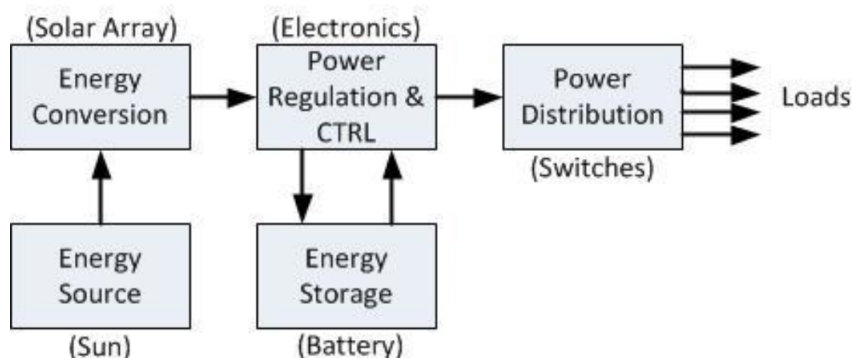 (Solar Array)
Energy
Conversion
(Electronics)
Power
Regulation &
CTRL
Power
Distribution
(Switches)
Loads
Energy
Source
(Sun)
Energy
Storage
(Battery)